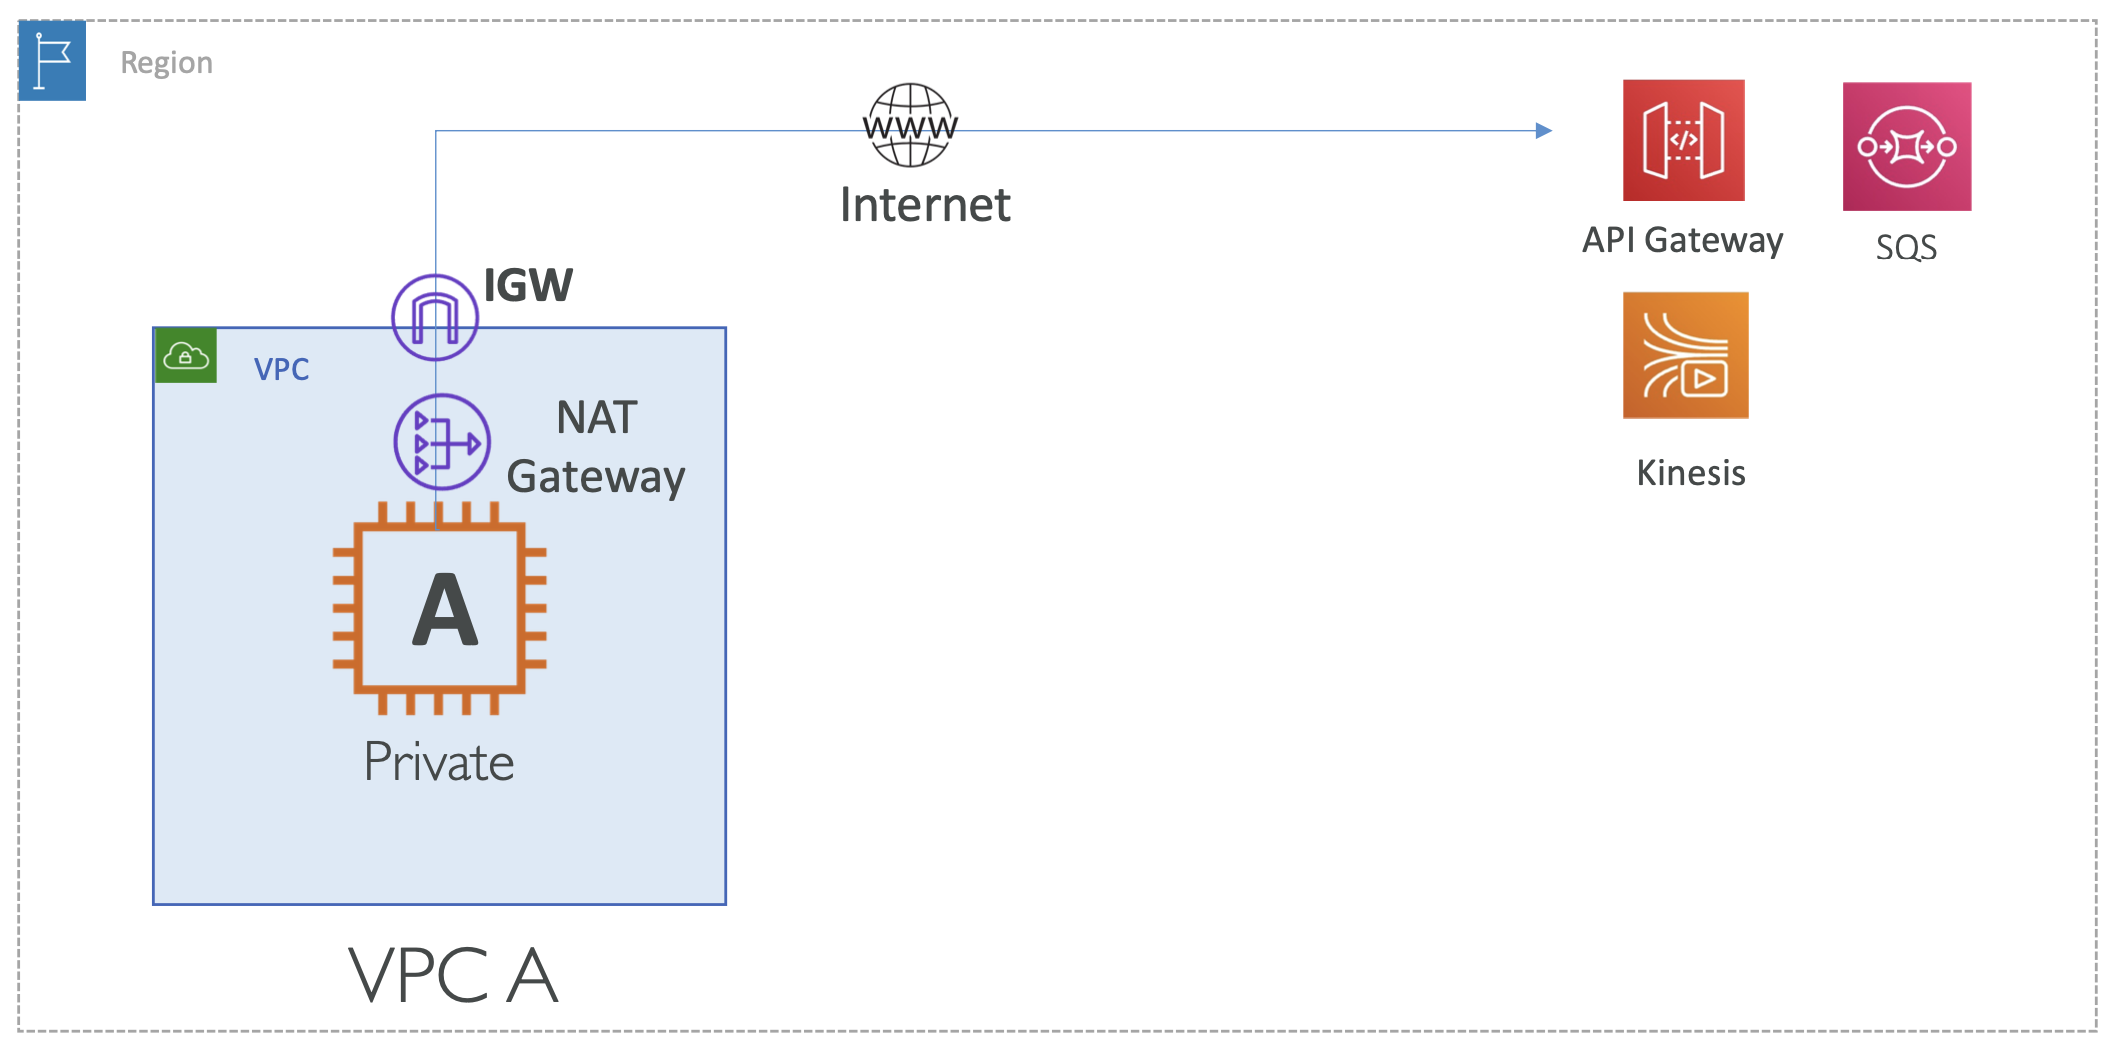 Region
WWW
Internet
</>
API Gateway
SQS
IGW
VPC
NAT
Gateway
Kinesis
A
Private
VPC A